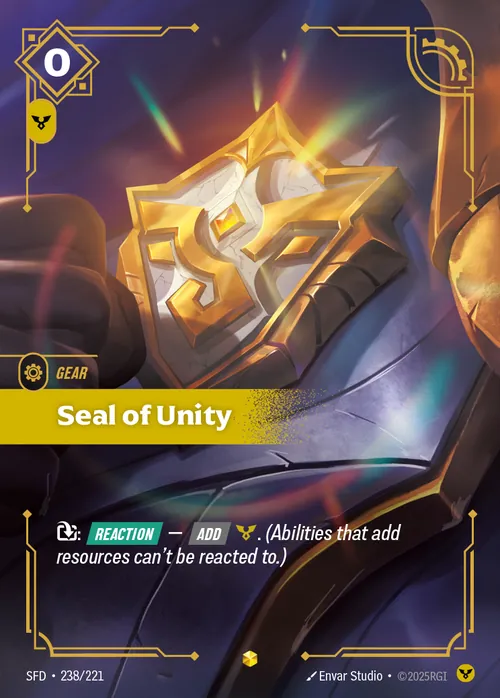 0
GEAR
Seal of Unity
: REACTION — ADD . (Abilities that add
resources can't be reacted to.)
SFD • 238/221
Envar Studio • ©2025RGI